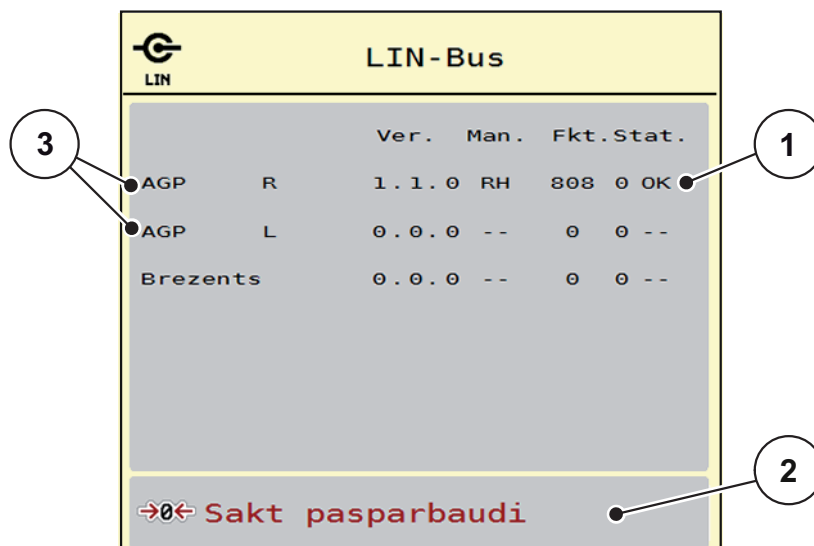 LIN
LIN-Bus
Ver. Man. Fkt.Stat.
3
1
AGP R 1.1.0 RH 808 0 OK
AGP L 0.0.0 -- 0 0 --
Brezents 0.0.0 -- 0 0 --
2
→0← Sakt pasparbaudi